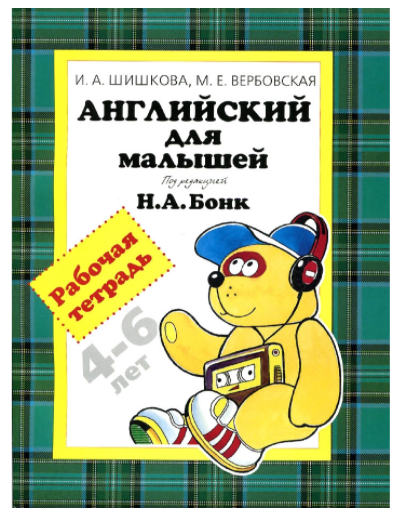 И. А. ШИШКОВА, М. Е. ВЕРБОВСКАЯ
АНГЛИЙСКИЙ
ДЛЯ
МАЛЫШЕЙ
Под редакцией
Н.А.Бонк
Рабочая
тетрадь
4-6
лет